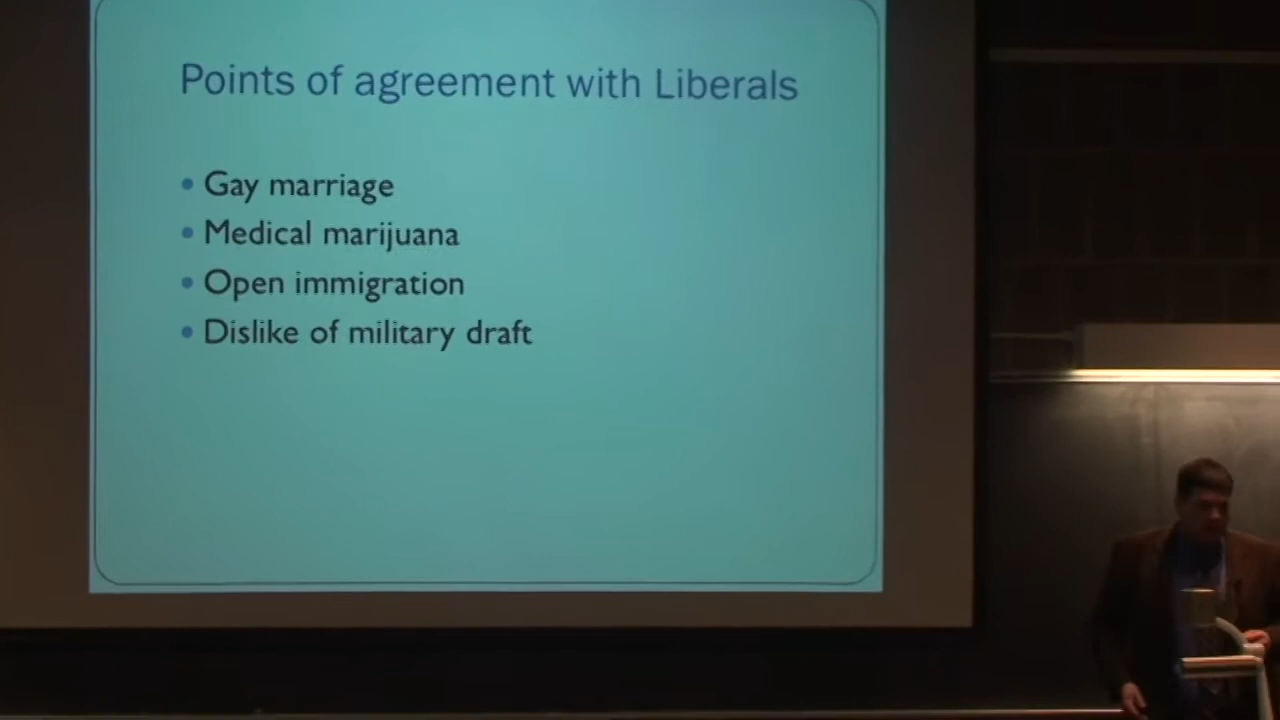 Points of agreement with Liberals
Gay marriage
Medical marijuana
Open immigration
Dislike of military draft